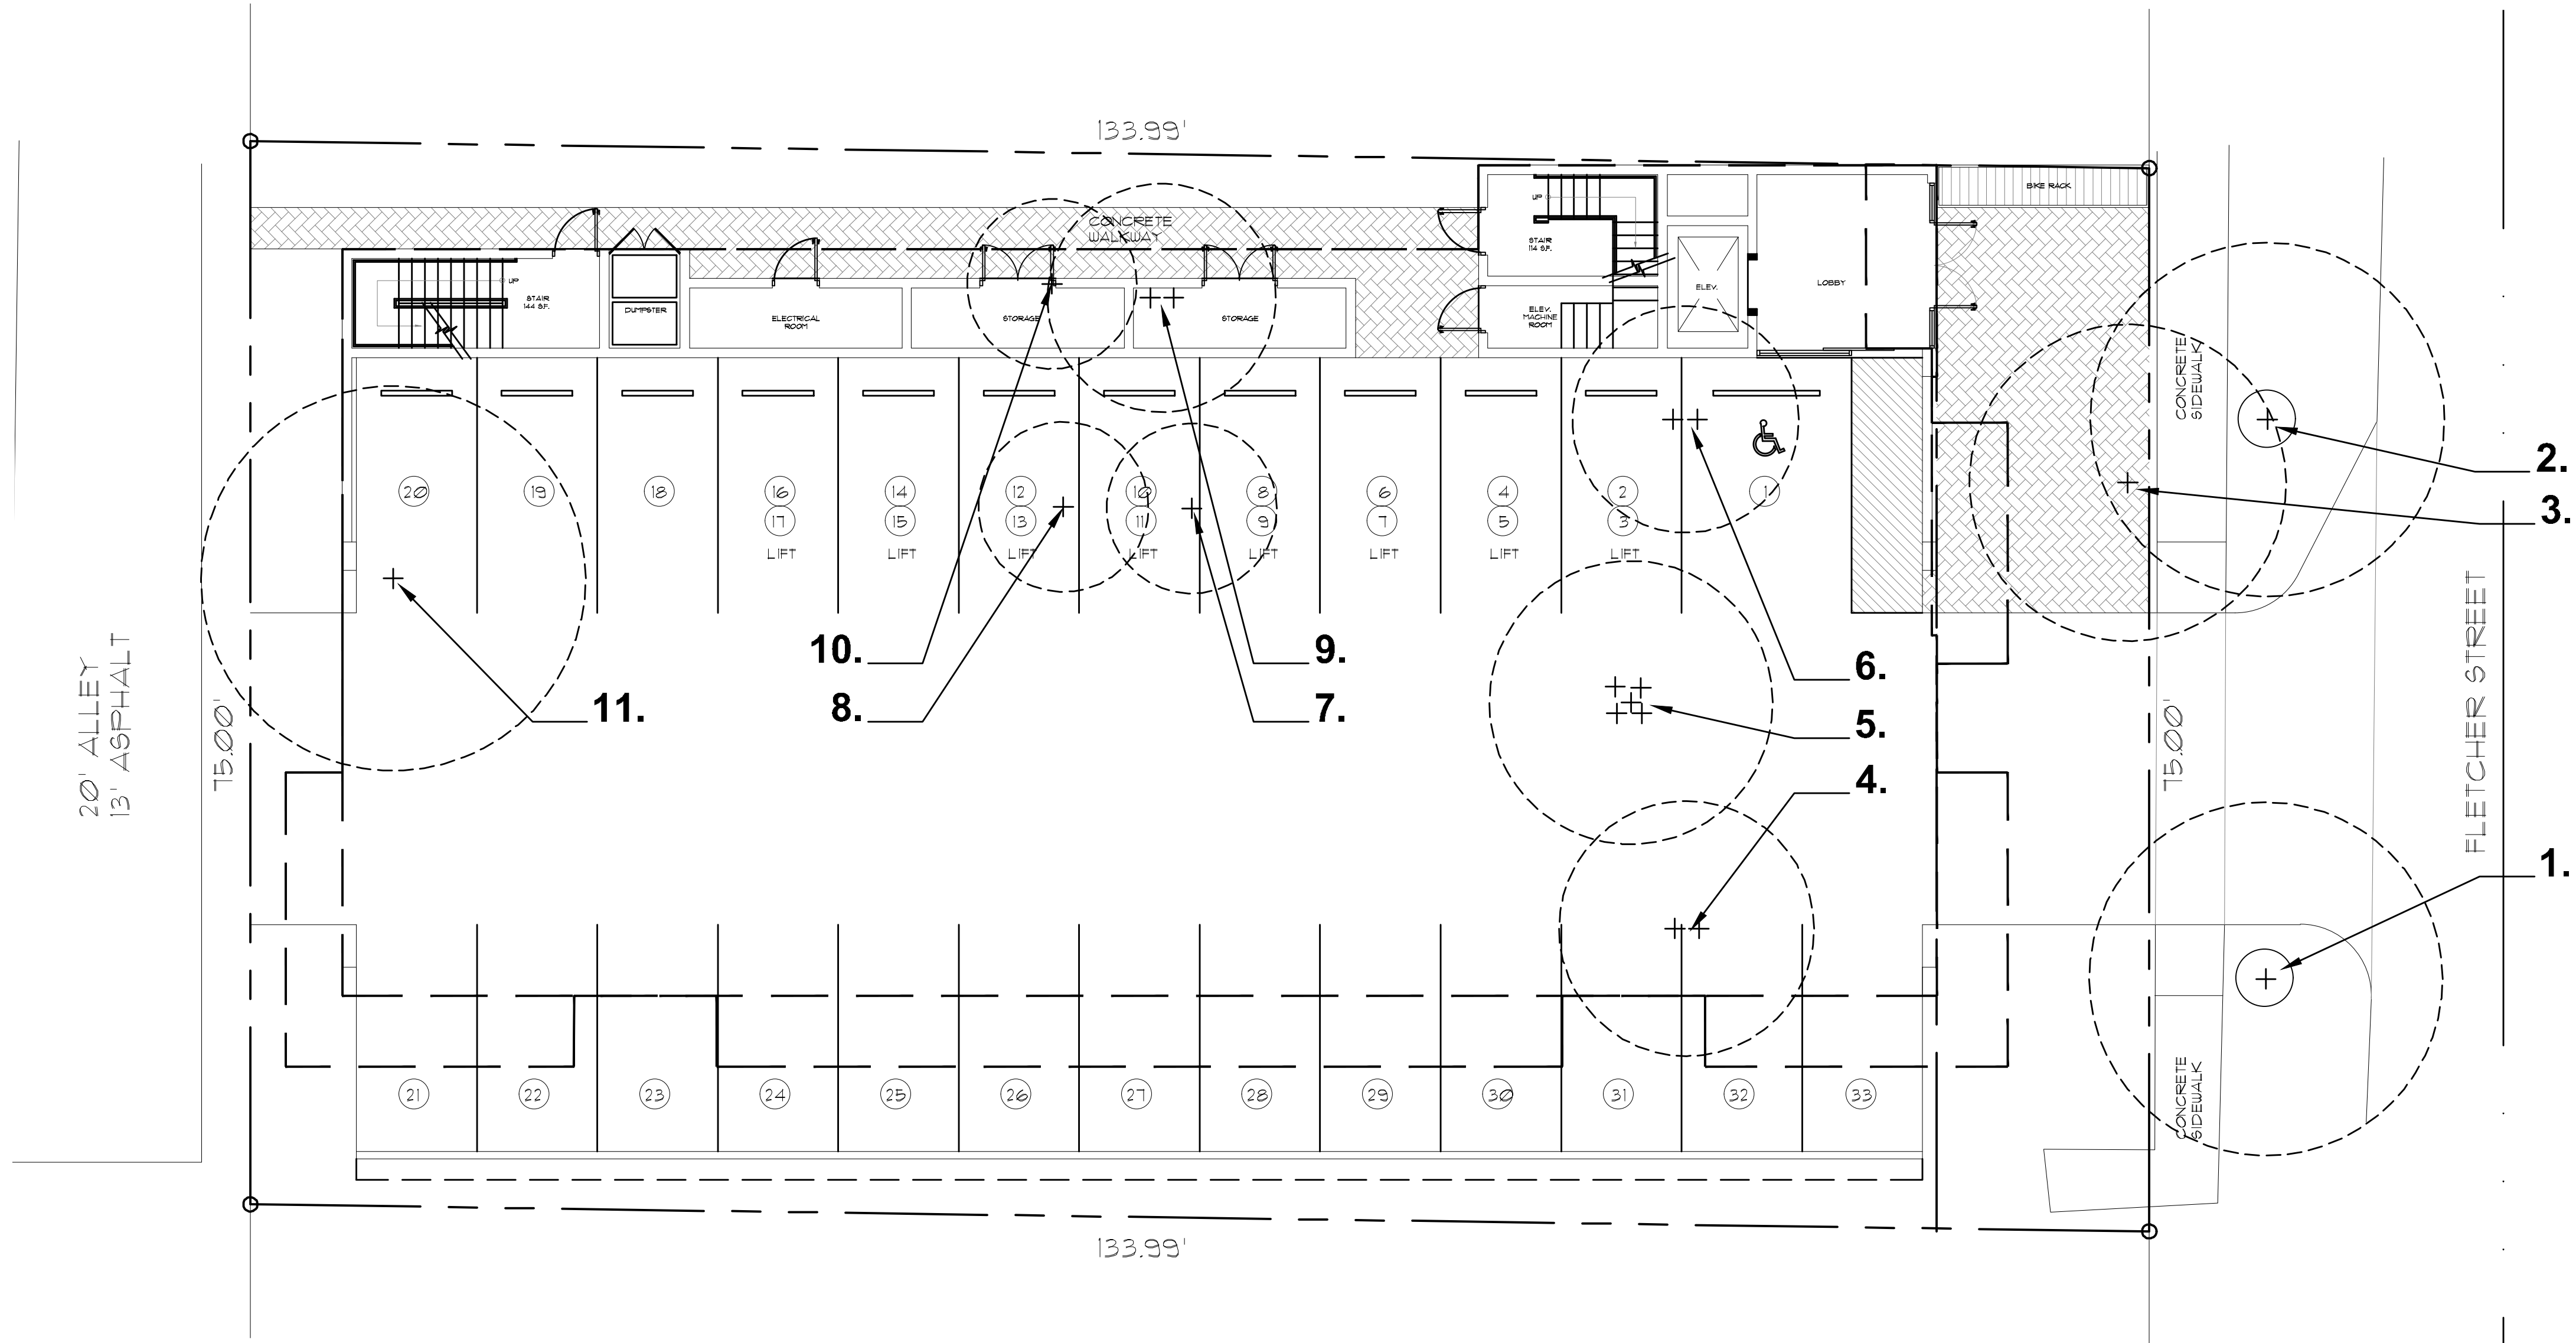 133.99'
BIKE RACK
CONCRETE
WALKWAY
UP
STAIR
114 S.F.
UP
STAIR
144 S.F.
DUMPSTER
ELECTRICAL
ROOM
STORAGE
STORAGE
ELEV.
MACHINE
ROOM
ELEV.
LOBBY
CONCRETE
SIDEWALK
2.
3.
20
19
18
16
17
LIFT
14
15
LIFT
12
13
LIFT
10
11
LIFT
8
9
LIFT
6
7
LIFT
4
5
LIFT
2
3
LIFT
1
10.
9.
6.
11.
8.
7.
5.
4.
20' ALLEY
13' ASPHALT
75.00'
75.00'
FLETCHER STREET
1.
21
22
23
24
25
26
27
28
29
30
31
32
33
CONCRETE
SIDEWALK
133.99'